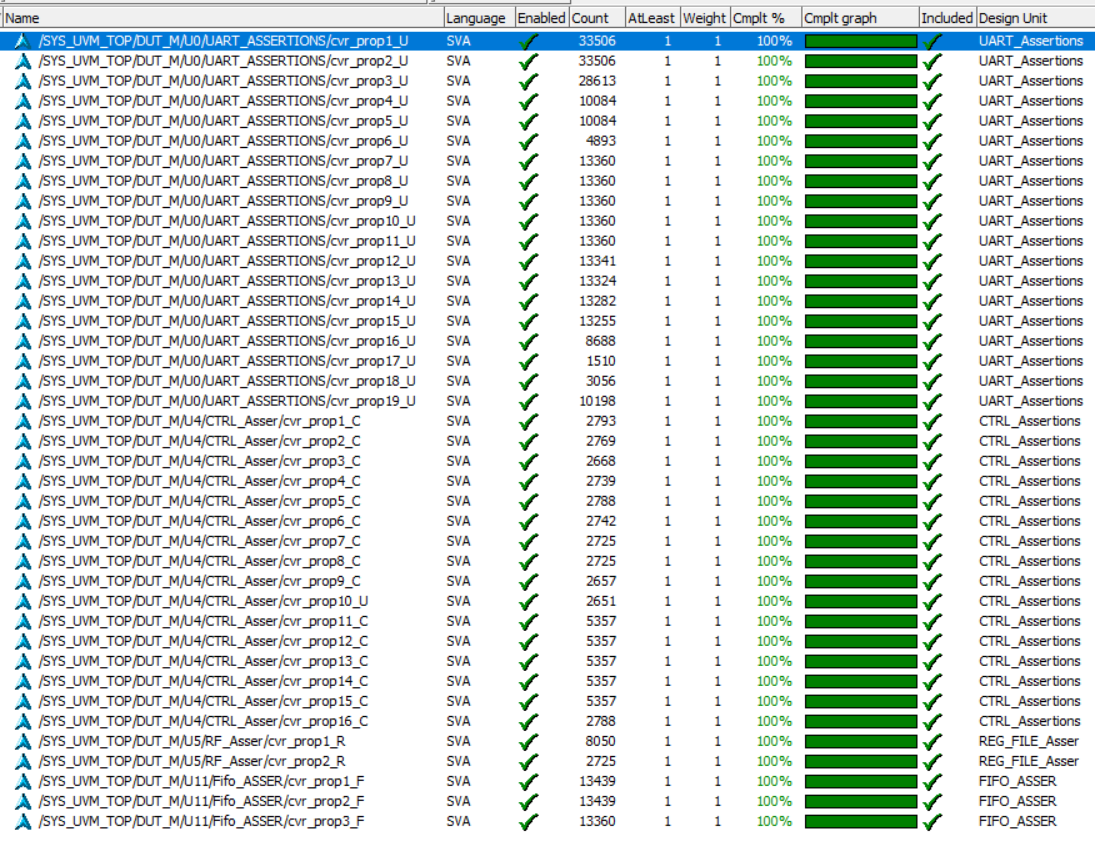 Name Language Enabled Count AtLeast Weight Cmplt % Cmplt graph Included Design Unit
/SYS_UVM_TOP/DUT_M/U0/UART_ASSERTIONS/cvr_prop1_U SVA 33506 1 1 100% UART_Assertions
/SYS_UVM_TOP/DUT_M/U0/UART_ASSERTIONS/cvr_prop2_U SVA 33506 1 1 100% UART_Assertions
/SYS_UVM_TOP/DUT_M/U0/UART_ASSERTIONS/cvr_prop3_U SVA 28613 1 1 100% UART_Assertions
/SYS_UVM_TOP/DUT_M/U0/UART_ASSERTIONS/cvr_prop4_U SVA 10084 1 1 100% UART_Assertions
/SYS_UVM_TOP/DUT_M/U0/UART_ASSERTIONS/cvr_prop5_U SVA 10084 1 1 100% UART_Assertions
/SYS_UVM_TOP/DUT_M/U0/UART_ASSERTIONS/cvr_prop6_U SVA 4893 1 1 100% UART_Assertions
/SYS_UVM_TOP/DUT_M/U0/UART_ASSERTIONS/cvr_prop7_U SVA 13360 1 1 100% UART_Assertions
/SYS_UVM_TOP/DUT_M/U0/UART_ASSERTIONS/cvr_prop8_U SVA 13360 1 1 100% UART_Assertions
/SYS_UVM_TOP/DUT_M/U0/UART_ASSERTIONS/cvr_prop9_U SVA 13360 1 1 100% UART_Assertions
/SYS_UVM_TOP/DUT_M/U0/UART_ASSERTIONS/cvr_prop10_U SVA 13360 1 1 100% UART_Assertions
/SYS_UVM_TOP/DUT_M/U0/UART_ASSERTIONS/cvr_prop11_U SVA 13360 1 1 100% UART_Assertions
/SYS_UVM_TOP/DUT_M/U0/UART_ASSERTIONS/cvr_prop12_U SVA 13341 1 1 100% UART_Assertions
/SYS_UVM_TOP/DUT_M/U0/UART_ASSERTIONS/cvr_prop13_U SVA 13324 1 1 100% UART_Assertions
/SYS_UVM_TOP/DUT_M/U0/UART_ASSERTIONS/cvr_prop14_U SVA 13282 1 1 100% UART_Assertions
/SYS_UVM_TOP/DUT_M/U0/UART_ASSERTIONS/cvr_prop15_U SVA 13255 1 1 100% UART_Assertions
/SYS_UVM_TOP/DUT_M/U0/UART_ASSERTIONS/cvr_prop16_U SVA 8688 1 1 100% UART_Assertions
/SYS_UVM_TOP/DUT_M/U0/UART_ASSERTIONS/cvr_prop17_U SVA 1510 1 1 100% UART_Assertions
/SYS_UVM_TOP/DUT_M/U0/UART_ASSERTIONS/cvr_prop18_U SVA 3056 1 1 100% UART_Assertions
/SYS_UVM_TOP/DUT_M/U0/UART_ASSERTIONS/cvr_prop19_U SVA 10198 1 1 100% UART_Assertions
/SYS_UVM_TOP/DUT_M/U4/CTRL_Asser/cvr_prop1_C SVA 2793 1 1 100% CTRL_Assertions
/SYS_UVM_TOP/DUT_M/U4/CTRL_Asser/cvr_prop2_C SVA 2769 1 1 100% CTRL_Assertions
/SYS_UVM_TOP/DUT_M/U4/CTRL_Asser/cvr_prop3_C SVA 2668 1 1 100% CTRL_Assertions
/SYS_UVM_TOP/DUT_M/U4/CTRL_Asser/cvr_prop4_C SVA 2739 1 1 100% CTRL_Assertions
/SYS_UVM_TOP/DUT_M/U4/CTRL_Asser/cvr_prop5_C SVA 2788 1 1 100% CTRL_Assertions
/SYS_UVM_TOP/DUT_M/U4/CTRL_Asser/cvr_prop6_C SVA 2742 1 1 100% CTRL_Assertions
/SYS_UVM_TOP/DUT_M/U4/CTRL_Asser/cvr_prop7_C SVA 2725 1 1 100% CTRL_Assertions
/SYS_UVM_TOP/DUT_M/U4/CTRL_Asser/cvr_prop8_C SVA 2725 1 1 100% CTRL_Assertions
/SYS_UVM_TOP/DUT_M/U4/CTRL_Asser/cvr_prop9_C SVA 2657 1 1 100% CTRL_Assertions
/SYS_UVM_TOP/DUT_M/U4/CTRL_Asser/cvr_prop10_U SVA 2651 1 1 100% CTRL_Assertions
/SYS_UVM_TOP/DUT_M/U4/CTRL_Asser/cvr_prop11_C SVA 5357 1 1 100% CTRL_Assertions
/SYS_UVM_TOP/DUT_M/U4/CTRL_Asser/cvr_prop12_C SVA 5357 1 1 100% CTRL_Assertions
/SYS_UVM_TOP/DUT_M/U4/CTRL_Asser/cvr_prop13_C SVA 5357 1 1 100% CTRL_Assertions
/SYS_UVM_TOP/DUT_M/U4/CTRL_Asser/cvr_prop14_C SVA 5357 1 1 100% CTRL_Assertions
/SYS_UVM_TOP/DUT_M/U4/CTRL_Asser/cvr_prop15_C SVA 5357 1 1 100% CTRL_Assertions
/SYS_UVM_TOP/DUT_M/U4/CTRL_Asser/cvr_prop16_C SVA 2788 1 1 100% CTRL_Assertions
/SYS_UVM_TOP/DUT_M/U5/RF_Asser/cvr_prop1_R SVA 8050 1 1 100% REG_FILE_Asser
/SYS_UVM_TOP/DUT_M/U5/RF_Asser/cvr_prop2_R SVA 2725 1 1 100% REG_FILE_Asser
/SYS_UVM_TOP/DUT_M/U11/Fifo_ASSER/cvr_prop1_F SVA 13439 1 1 100% FIFO_ASSER
/SYS_UVM_TOP/DUT_M/U11/Fifo_ASSER/cvr_prop2_F SVA 13439 1 1 100% FIFO_ASSER
/SYS_UVM_TOP/DUT_M/U11/Fifo_ASSER/cvr_prop3_F SVA 13360 1 1 100% FIFO_ASSER